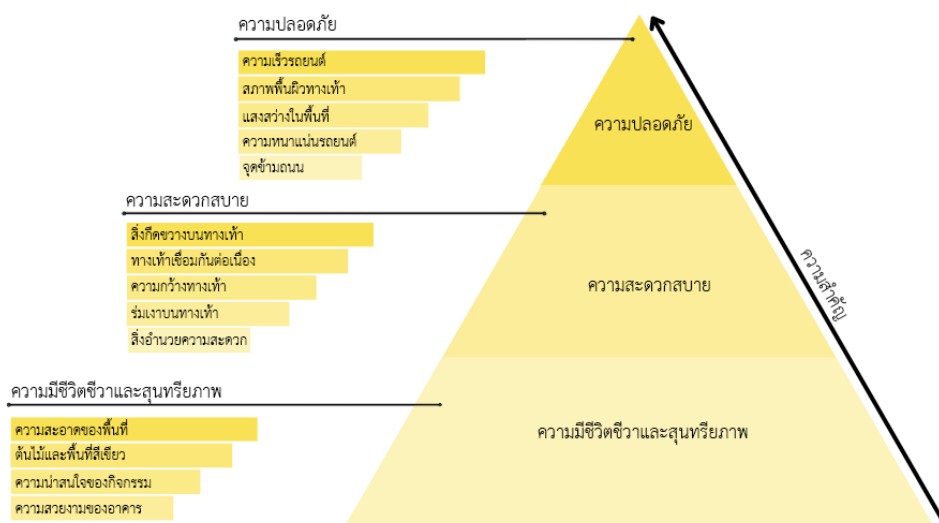 ความปลอดภัย
ความเร็วรถยนต์
สภาพพื้นผิวทางเท้า
แสงสว่างในพื้นที่
ความหนาแน่นรถยนต์
จุดข้ามถนน
ความสะดวกสบาย
สิ่งกีดขวางบนทางเท้า
ทางเท้าเชื่อมกันต่อเนื่อง
ความกว้างทางเท้า
ร่มเงาบนทางเท้า
สิ่งอำนวยความสะดวก
ความมีชีวิตชีวาและสุนทรียภาพ
ความสะอาดของพื้นที่
ต้นไม้และพื้นที่สีเขียว
ความน่าสนใจของกิจกรรม
ความสวยงามของอาคาร
ความปลอดภัย
ความสะดวกสบาย
ความมีชีวิตชีวาและสุนทรียภาพ
ความสำคัญ